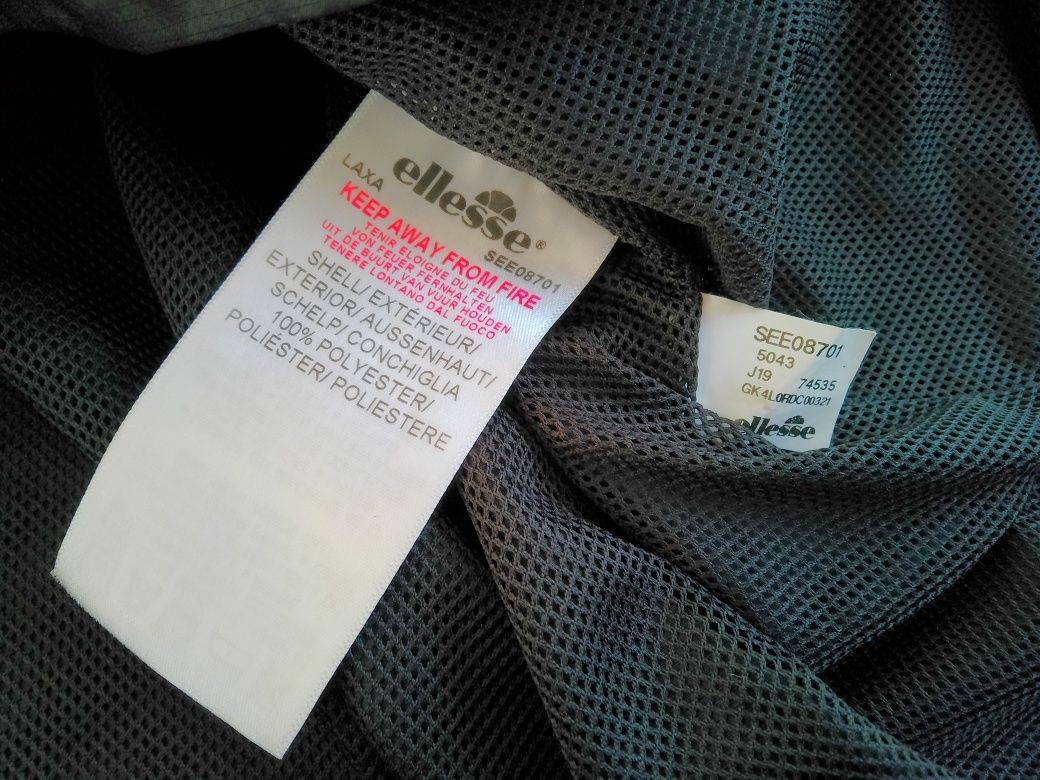 ellesse®
LAXA SEE08701
KEEP AWAY FROM FIRE
TENIR ELOIGNE DU FEU
VON FEUER FERNHALTEN
UIT DE BUURT VAN VUUR HOUDEN
TENERE LONTANO DAL FUOCO
SHELL/ EXTÉRIEUR/
EXTERIOR/ AUSSENHAUT/
SCHELP/ CONCHIGLIA
100% POLYESTER/
POLIÉSTER/ POLIESTERE
SEE08701
5043
J19 74535
GK4L0RDC00321
ellesse